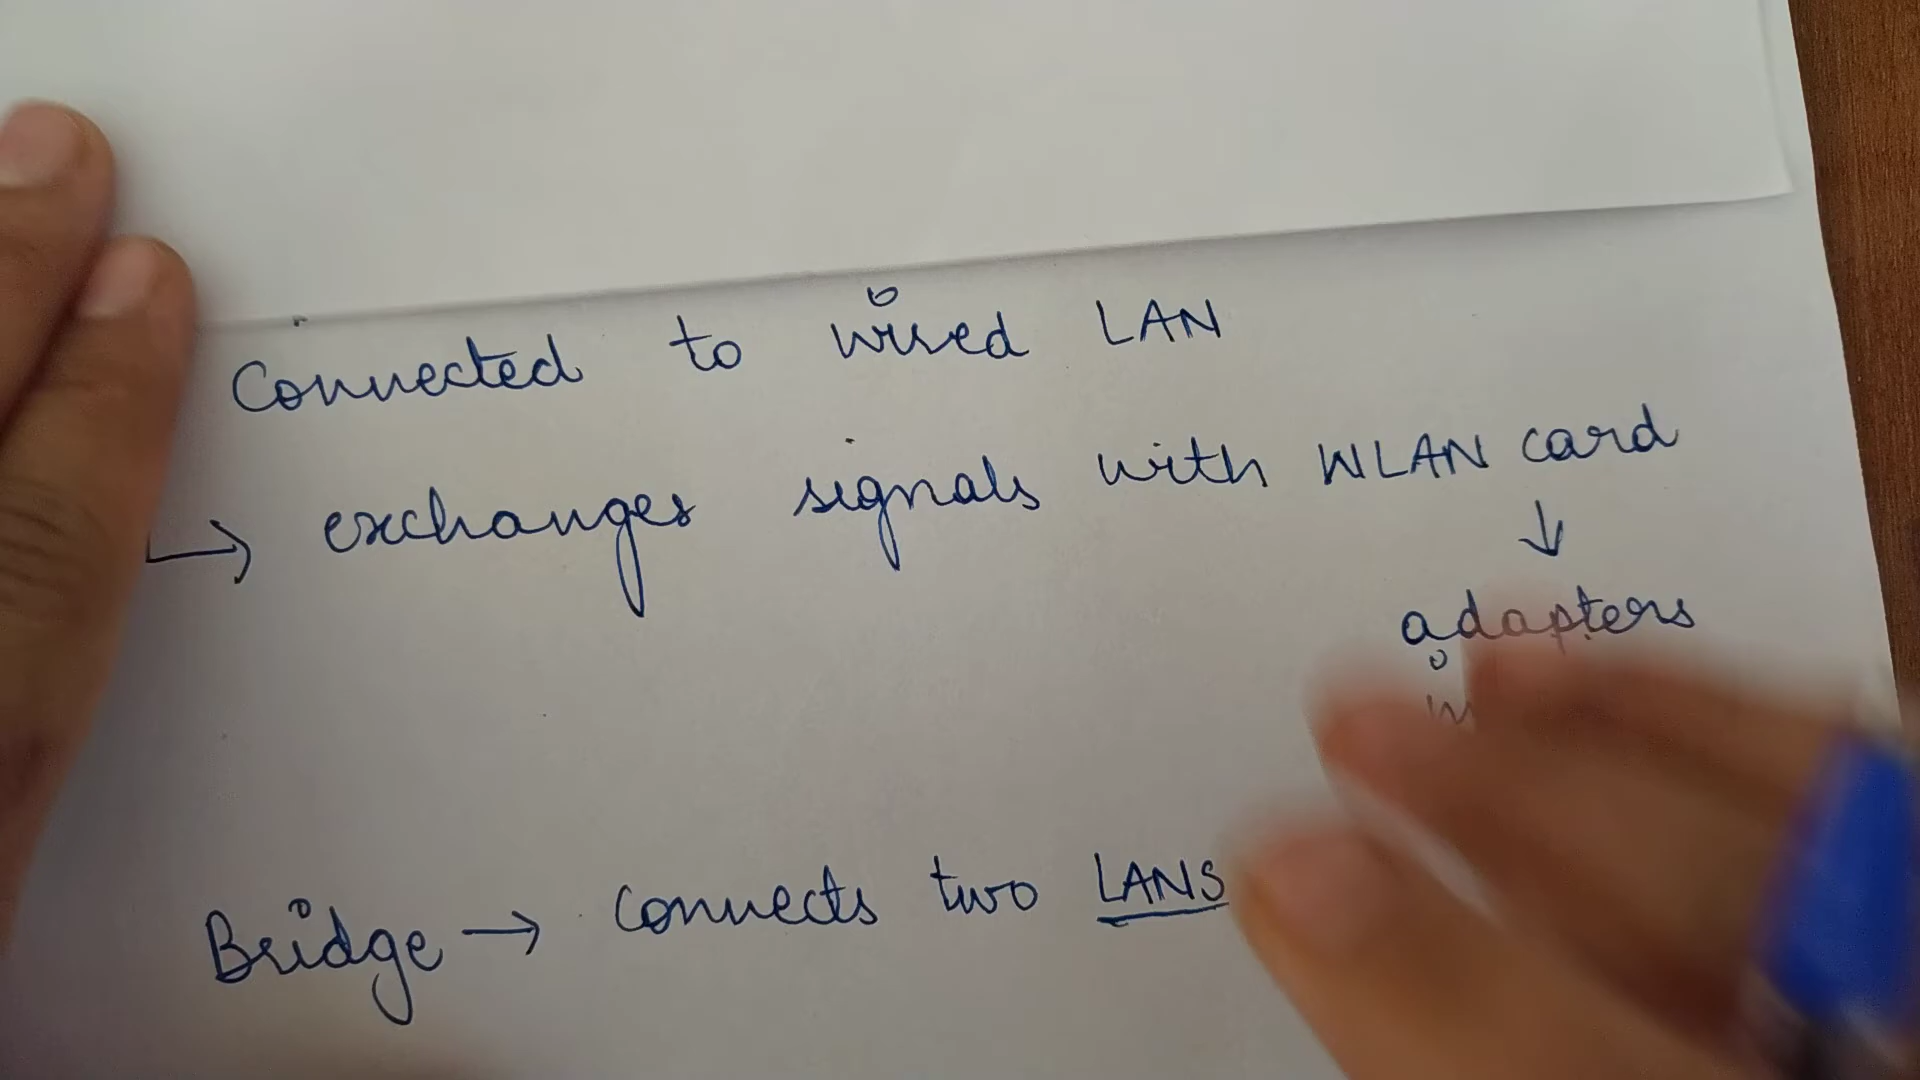 Connected to wired LAN
→ exchanges signals with WLAN card
↓
adapters
Bridge → connects two LANS